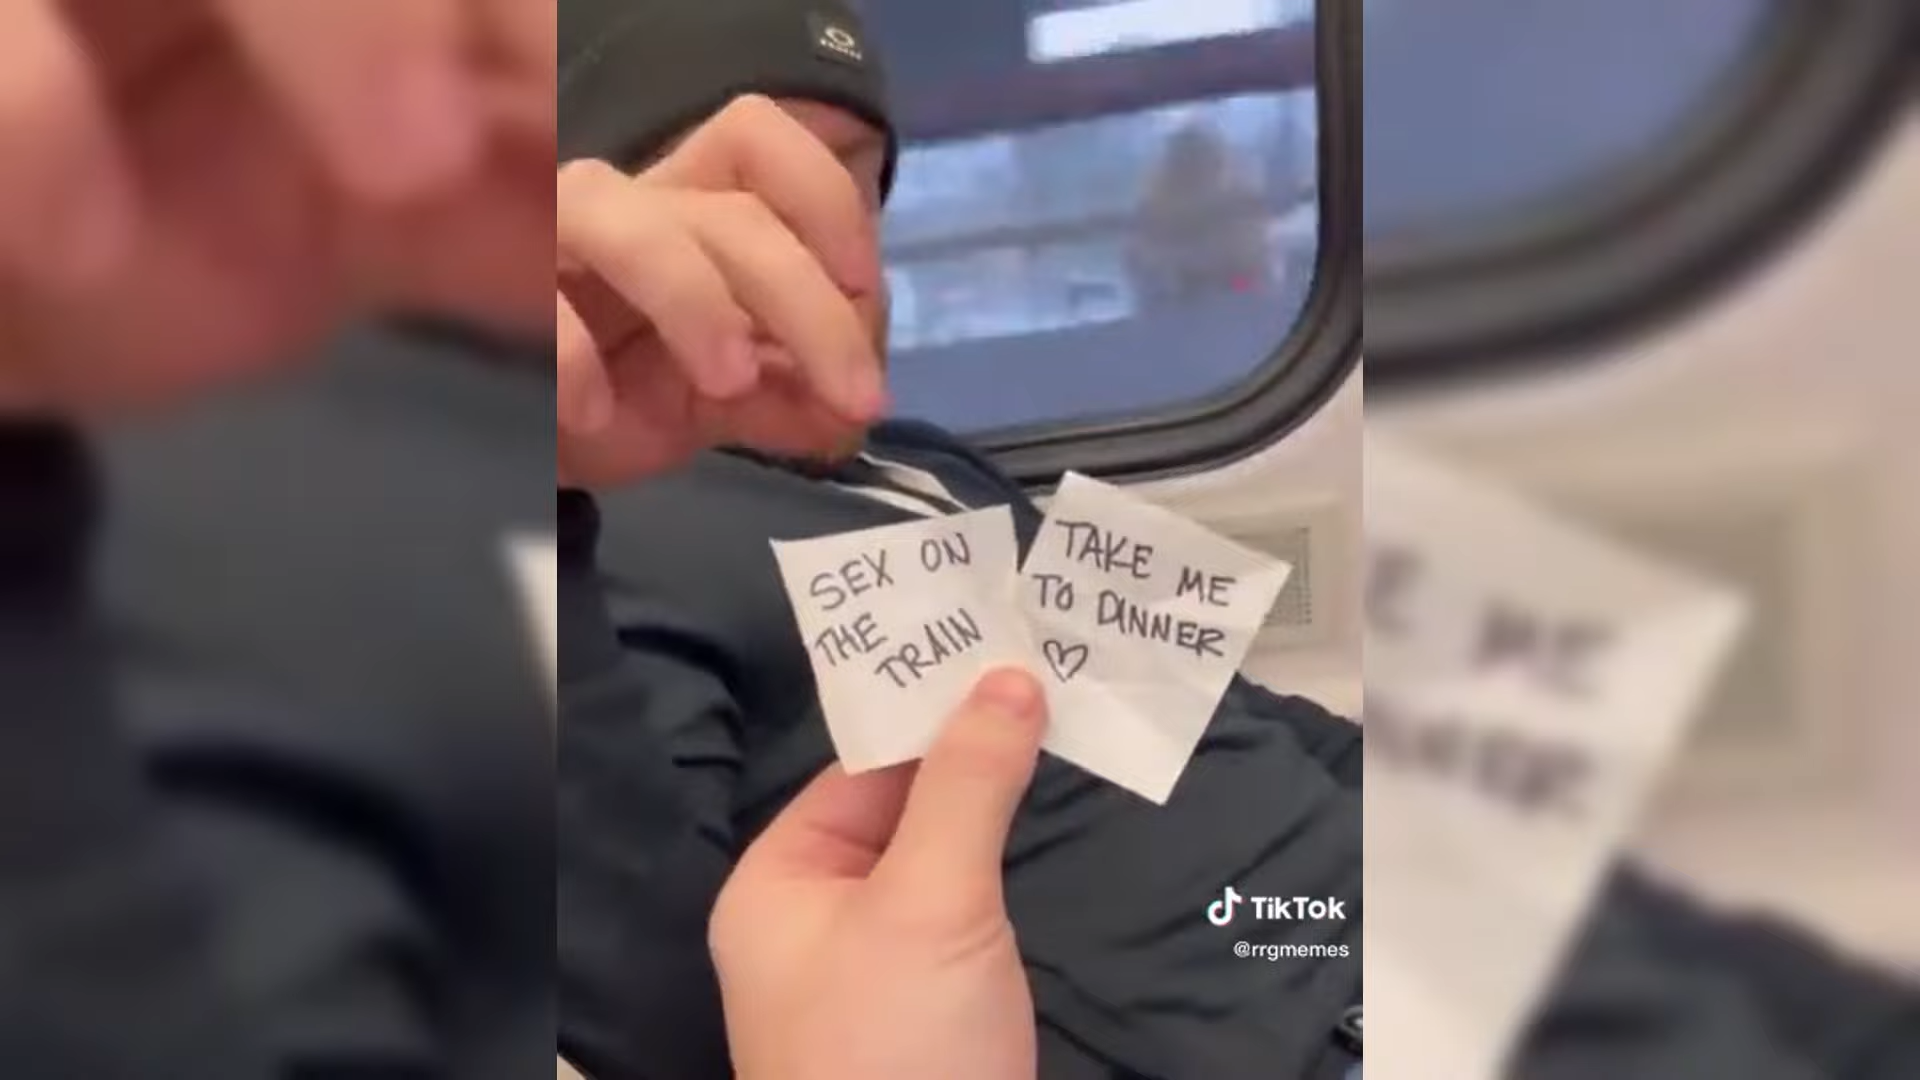 SEX ON
THE
TRAIN
TAKE ME
TO DINNER
TikTok
@rrgmemes